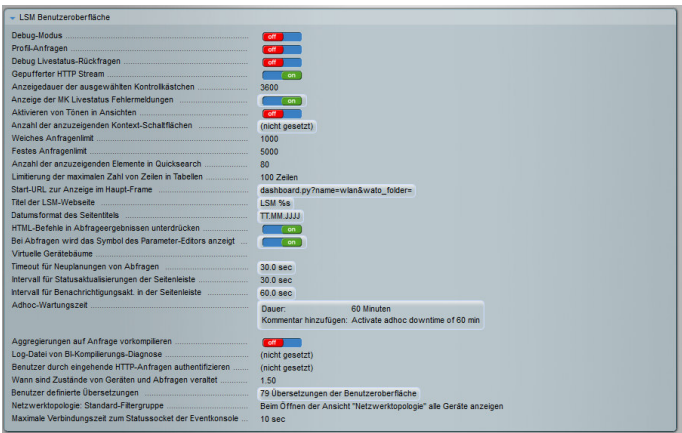 LSM Benutzeroberfläche
Debug-Modus off
Profil-Anfragen off
Debug Livestatus-Rückfragen off
Gepufferter HTTP Stream on
Anzeigedauer der ausgewählten Kontrollkästchen 3600
Anzeige der MK Livestatus Fehlermeldungen on
Aktivieren von Tönen in Ansichten off
Anzahl der anzuzeigenden Kontext-Schaltflächen (nicht gesetzt)
Weiches Anfragenlimit 1000
Festes Anfragenlimit 5000
Anzahl der anzuzeigenden Elemente in Quicksearch 80
Limitierung der maximalen Zahl von Zeilen in Tabellen 100 Zeilen
Start-URL zur Anzeige im Haupt-Frame dashboard.py?name=wlan&wato_folder=
Titel der LSM-Webseite LSM %s
Datumsformat des Seitentitels TT.MM.JJJJ
HTML-Befehle in Abfrageergebnissen unterdrücken on
Bei Abfragen wird das Symbol des Parameter-Editors anzeigt ... on
Virtuelle Gerätebäume
Timeout für Neuplanungen von Abfragen 30.0 sec
Intervall für Statusaktualisierungen der Seitenleiste 30.0 sec
Intervall für Benachrichtigungsakt. in der Seitenleiste 60.0 sec
Adhoc-Wartungszeit Dauer: 60 Minuten
Kommentar hinzufügen: Activate adhoc downtime of 60 min
Aggregierungen auf Anfrage vorkompilieren off
Log-Datei von BI-Kompilierungs-Diagnose (nicht gesetzt)
Benutzer durch eingehende HTTP-Anfragen authentifizieren (nicht gesetzt)
Wann sind Zustände von Geräten und Abfragen veraltet 1.50
Benutzer definierte Übersetzungen 79 Übersetzungen der Benutzeroberfläche
Netzwerktopologie: Standard-Filtergruppe Beim Öffnen der Ansicht "Netzwerktopologie" alle Geräte anzeigen
Maximale Verbindungszeit zum Statussocket der Eventkonsole ... 10 sec